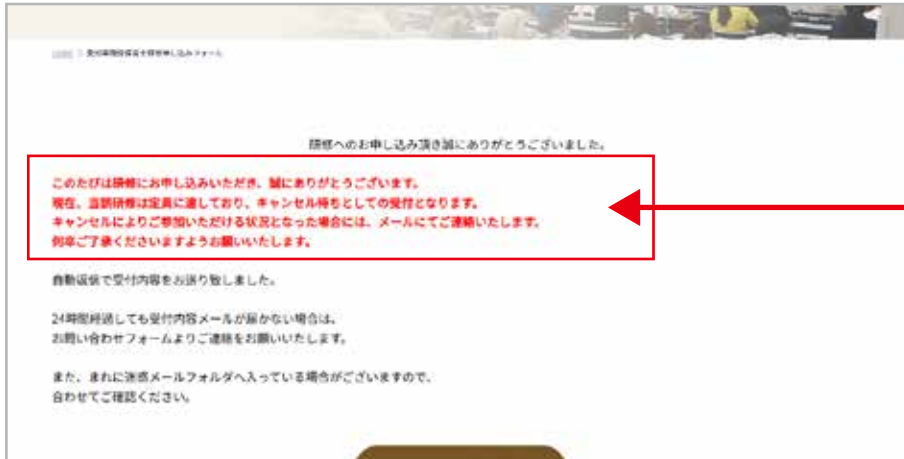 研修へのお申し込み頂き誠にありがとうございました。
このたびは研修にお申し込みいただき、誠にありがとうございます。
現在、当該研修は定員に達しており、キャンセル待ちとしての受付となります。
キャンセルによりご参加いただける状況となった場合には、メールにてご連絡いたします。
何卒ご了承くださいますようお願いいたします。
自動返信で受付内容をお送り致しました。
24時間経過しても受付内容メールが届かない場合は、
お問い合わせフォームよりご連絡をお願いいたします。
また、まれに迷惑メールフォルダへ入っている場合がございますので、
合わせてご確認ください。